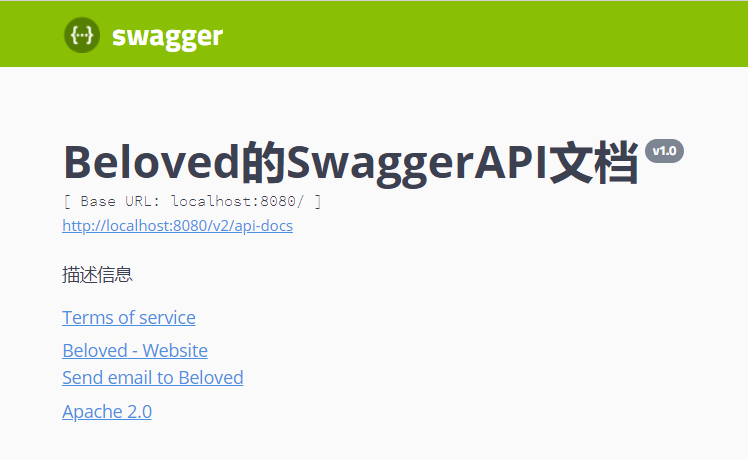 {···} swagger
Beloved的SwaggerAPI文档 v1.0
[ Base URL: localhost:8080/ ]
http://localhost:8080/v2/api-docs
描述信息
Terms of service
Beloved - Website
Send email to Beloved
Apache 2.0